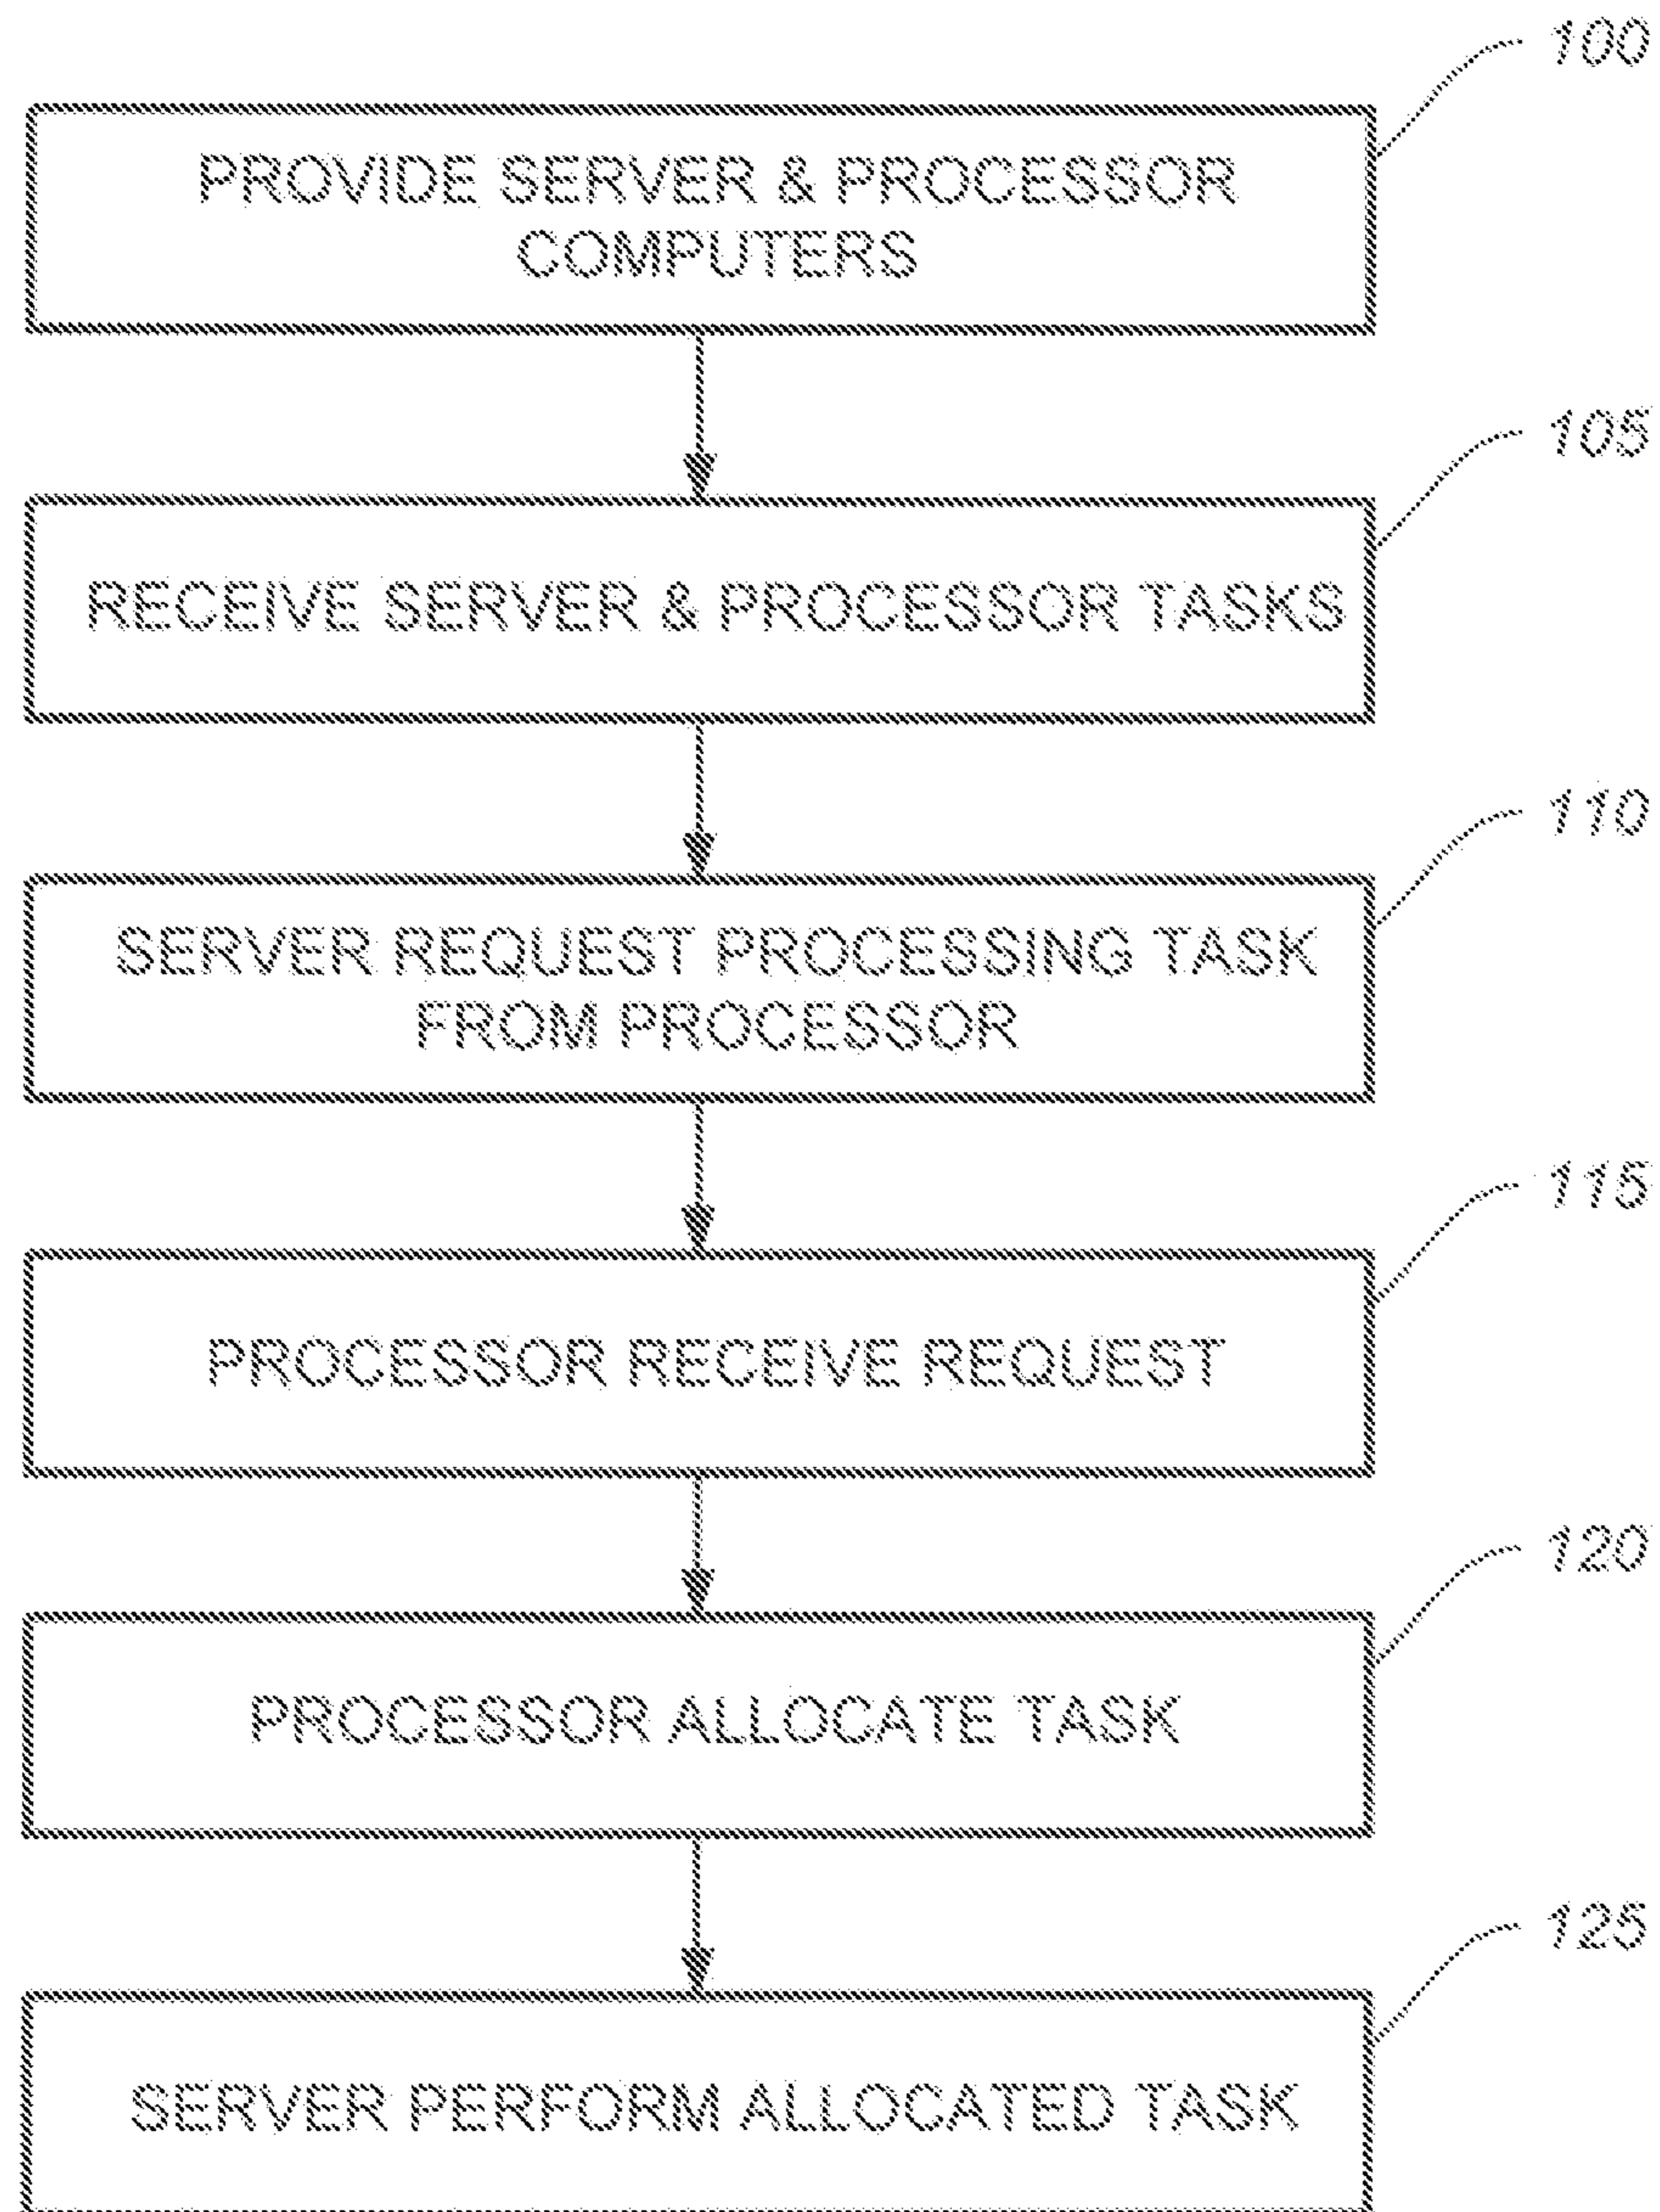 100
PROVIDE SERVER & PROCESSOR
COMPUTERS
105
RECEIVE SERVER & PROCESSOR TASKS
110
SERVER REQUEST PROCESSING TASK
FROM PROCESSOR
115
PROCESSOR RECEIVE REQUEST
120
PROCESSOR ALLOCATE TASK
125
SERVER PERFORM ALLOCATED TASK